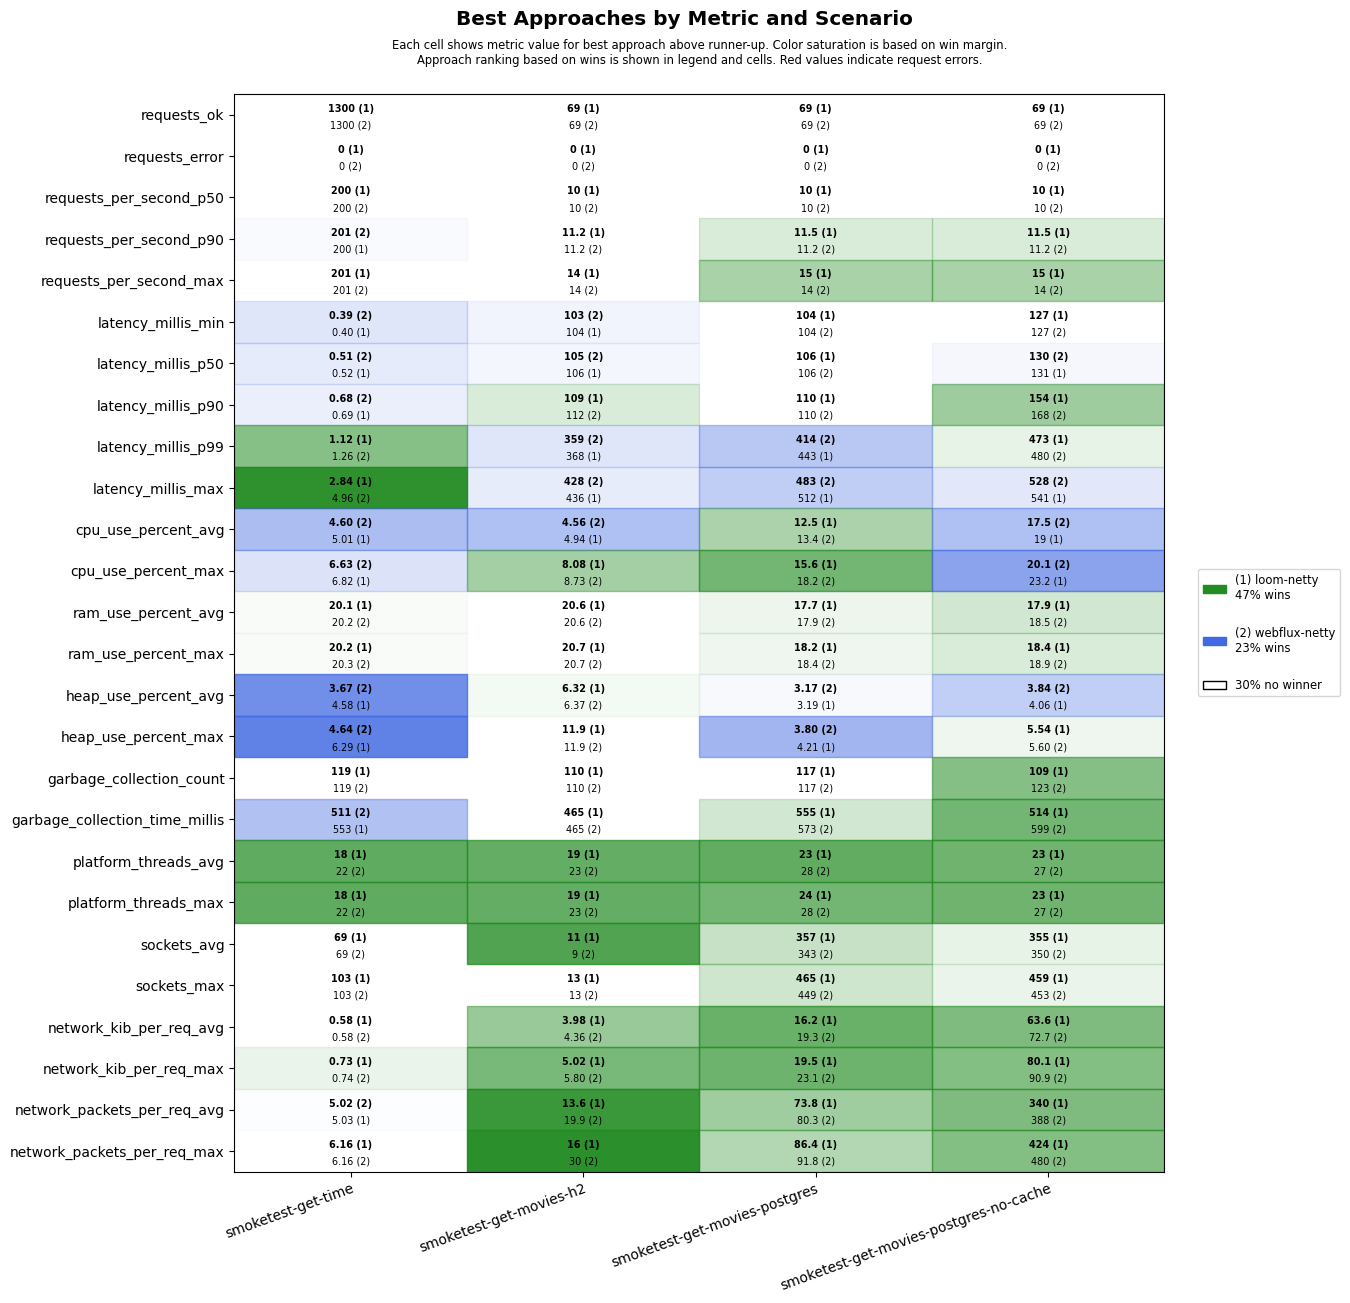 Best Approaches by Metric and Scenario
Each cell shows metric value for best approach above runner-up. Color saturation is based on win margin.
Approach ranking based on wins is shown in legend and cells. Red values indicate request errors.
requests_ok
1300 (1) 69 (1) 69 (1) 69 (1)
1300 (2) 69 (2) 69 (2) 69 (2)
requests_error
0 (1) 0 (1) 0 (1) 0 (1)
0 (2) 0 (2) 0 (2) 0 (2)
requests_per_second_p50
200 (1) 10 (1) 10 (1) 10 (1)
200 (2) 10 (2) 10 (2) 10 (2)
requests_per_second_p90
201 (2) 11.2 (1) 11.5 (1) 11.5 (1)
200 (1) 11.2 (2) 11.2 (2) 11.2 (2)
requests_per_second_max
201 (1) 14 (1) 15 (1) 15 (1)
201 (2) 14 (2) 14 (2) 14 (2)
latency_millis_min
0.39 (2) 103 (2) 104 (1) 127 (1)
0.40 (1) 104 (1) 104 (2) 127 (2)
latency_millis_p50
0.51 (2) 105 (2) 106 (1) 130 (2)
0.52 (1) 106 (1) 106 (2) 131 (1)
latency_millis_p90
0.68 (2) 109 (1) 110 (1) 154 (1)
0.69 (1) 112 (2) 110 (2) 168 (2)
latency_millis_p99
1.12 (1) 359 (2) 414 (2) 473 (1)
1.26 (2) 368 (1) 443 (1) 480 (2)
latency_millis_max
2.84 (1) 428 (2) 483 (2) 528 (2)
4.96 (2) 436 (1) 512 (1) 541 (1)
cpu_use_percent_avg
4.60 (2) 4.56 (2) 12.5 (1) 17.5 (2)
5.01 (1) 4.94 (1) 13.4 (2) 19 (1)
cpu_use_percent_max
6.63 (2) 8.08 (1) 15.6 (1) 20.1 (2)
6.82 (1) 8.73 (2) 18.2 (2) 23.2 (1)
ram_use_percent_avg
20.1 (1) 20.6 (1) 17.7 (1) 17.9 (1)
20.2 (2) 20.6 (2) 17.9 (2) 18.5 (2)
ram_use_percent_max
20.2 (1) 20.7 (1) 18.2 (1) 18.4 (1)
20.3 (2) 20.7 (2) 18.4 (2) 18.9 (2)
heap_use_percent_avg
3.67 (2) 6.32 (1) 3.17 (2) 3.84 (2)
4.58 (1) 6.37 (2) 3.19 (1) 4.06 (1)
heap_use_percent_max
4.64 (2) 11.9 (1) 3.80 (2) 5.54 (1)
6.29 (1) 11.9 (2) 4.21 (1) 5.60 (2)
garbage_collection_count
119 (1) 110 (1) 117 (1) 109 (1)
119 (2) 110 (2) 117 (2) 123 (2)
garbage_collection_time_millis
511 (2) 465 (1) 555 (1) 514 (1)
553 (1) 465 (2) 573 (2) 599 (2)
platform_threads_avg
18 (1) 19 (1) 23 (1) 23 (1)
22 (2) 23 (2) 28 (2) 27 (2)
platform_threads_max
18 (1) 19 (1) 24 (1) 23 (1)
22 (2) 23 (2) 28 (2) 27 (2)
sockets_avg
69 (1) 11 (1) 357 (1) 355 (1)
69 (2) 9 (2) 343 (2) 350 (2)
sockets_max
103 (1) 13 (1) 465 (1) 459 (1)
103 (2) 13 (2) 449 (2) 453 (2)
network_kib_per_req_avg
0.58 (1) 3.98 (1) 16.2 (1) 63.6 (1)
0.58 (2) 4.36 (2) 19.3 (2) 72.7 (2)
network_kib_per_req_max
0.73 (1) 5.02 (1) 19.5 (1) 80.1 (1)
0.74 (2) 5.80 (2) 23.1 (2) 90.9 (2)
network_packets_per_req_avg
5.02 (2) 13.6 (1) 73.8 (1) 340 (1)
5.03 (1) 19.9 (2) 80.3 (2) 388 (2)
network_packets_per_req_max
6.16 (1) 16 (1) 86.4 (1) 424 (1)
6.16 (2) 30 (2) 91.8 (2) 480 (2)
smoketest-get-time
smoketest-get-movies-h2
smoketest-get-movies-postgres
smoketest-get-movies-postgres-no-cache
(1) loom-netty
47% wins
(2) webflux-netty
23% wins
30% no winner